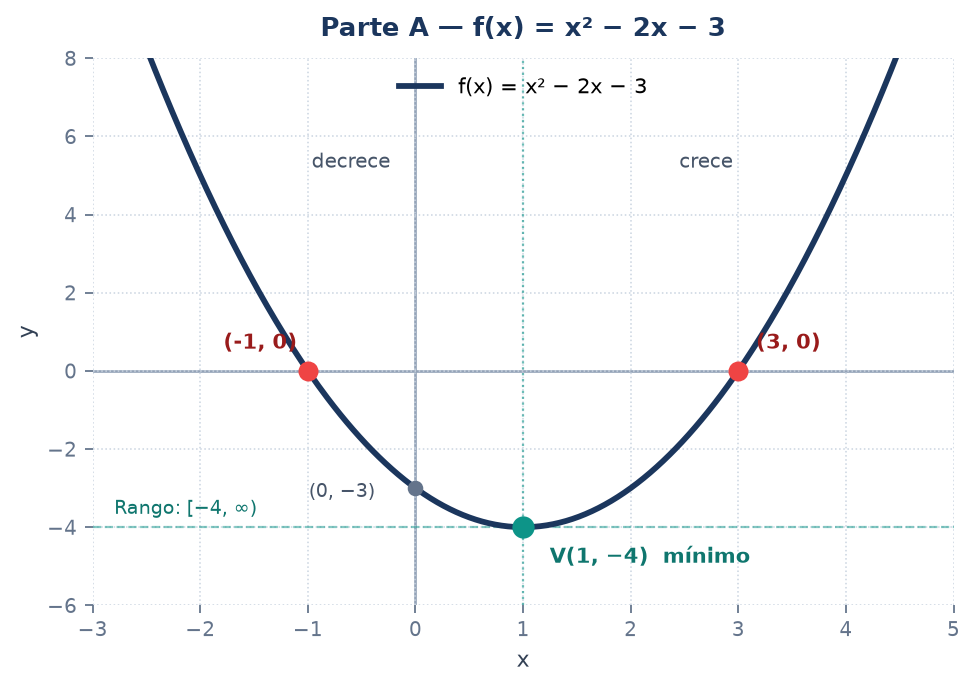 Parte A — f(x) = x² − 2x − 3
8
f(x) = x² − 2x − 3
6
decrece
crece
4
2
y
(-1, 0)
(3, 0)
0
−2
(0, −3)
Rango: [−4, ∞)
−4
V(1, −4)  mínimo
−6
−3
−2
−1
0
1
2
3
4
5
x